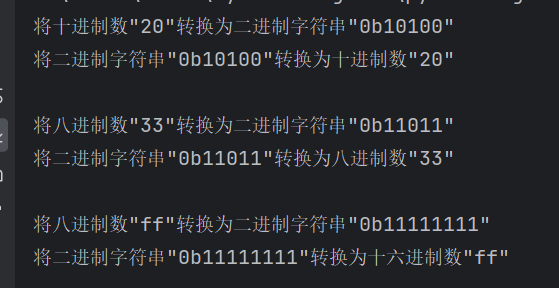 将十进制数"20"转换为二进制字符串"0b10100"
将二进制字符串"0b10100"转换为十进制数"20"
将八进制数"33"转换为二进制字符串"0b11011"
将二进制字符串"0b11011"转换为八进制数"33"
将八进制数"ff"转换为二进制字符串"0b11111111"
将二进制字符串"0b11111111"转换为十六进制数"ff"